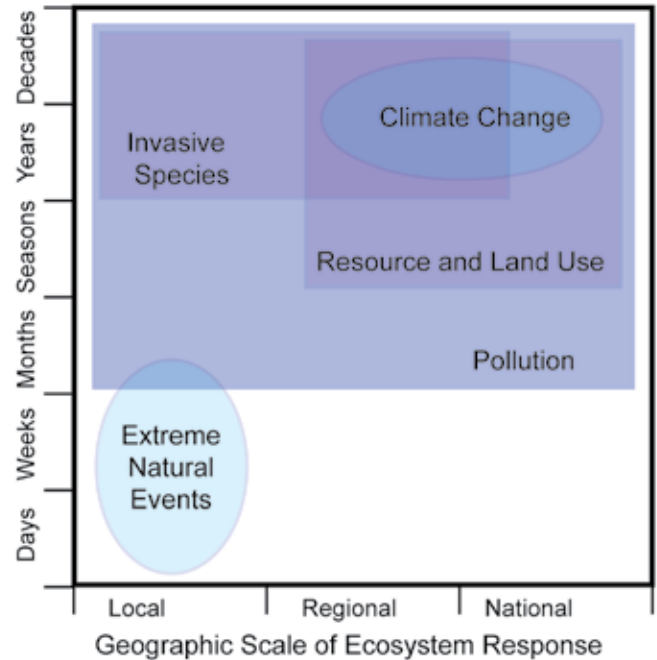 Decades
Years
Seasons
Months
Weeks
Days
Climate Change
Invasive
Species
Resource and Land Use
Pollution
Extreme
Natural
Events
Local
Regional
National
Geographic Scale of Ecosystem Response